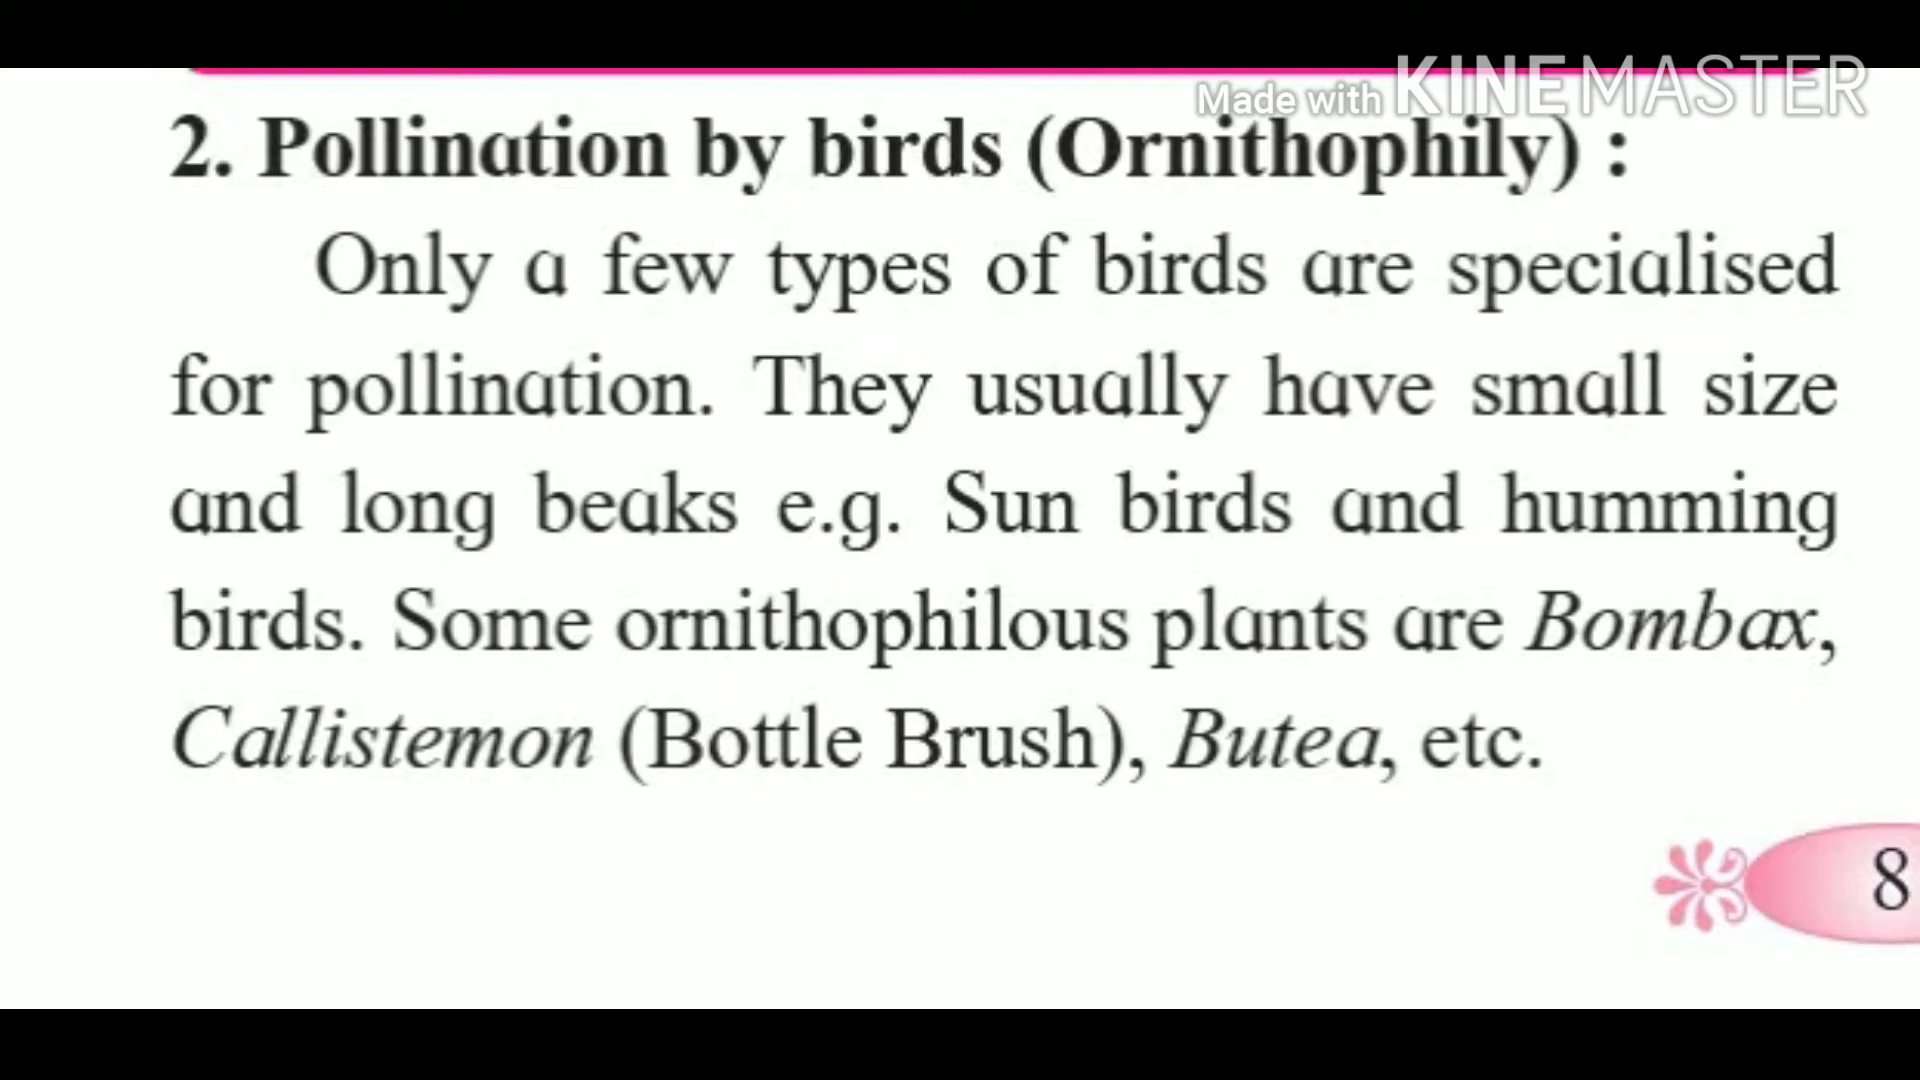 Made with KINEMASTER
2. Pollination by birds (Ornithophily) :
Only a few types of birds are specialised
for pollination. They usually have small size
and long beaks e.g. Sun birds and humming
birds. Some ornithophilous plants are Bombax,
Callistemon (Bottle Brush), Butea, etc.
8